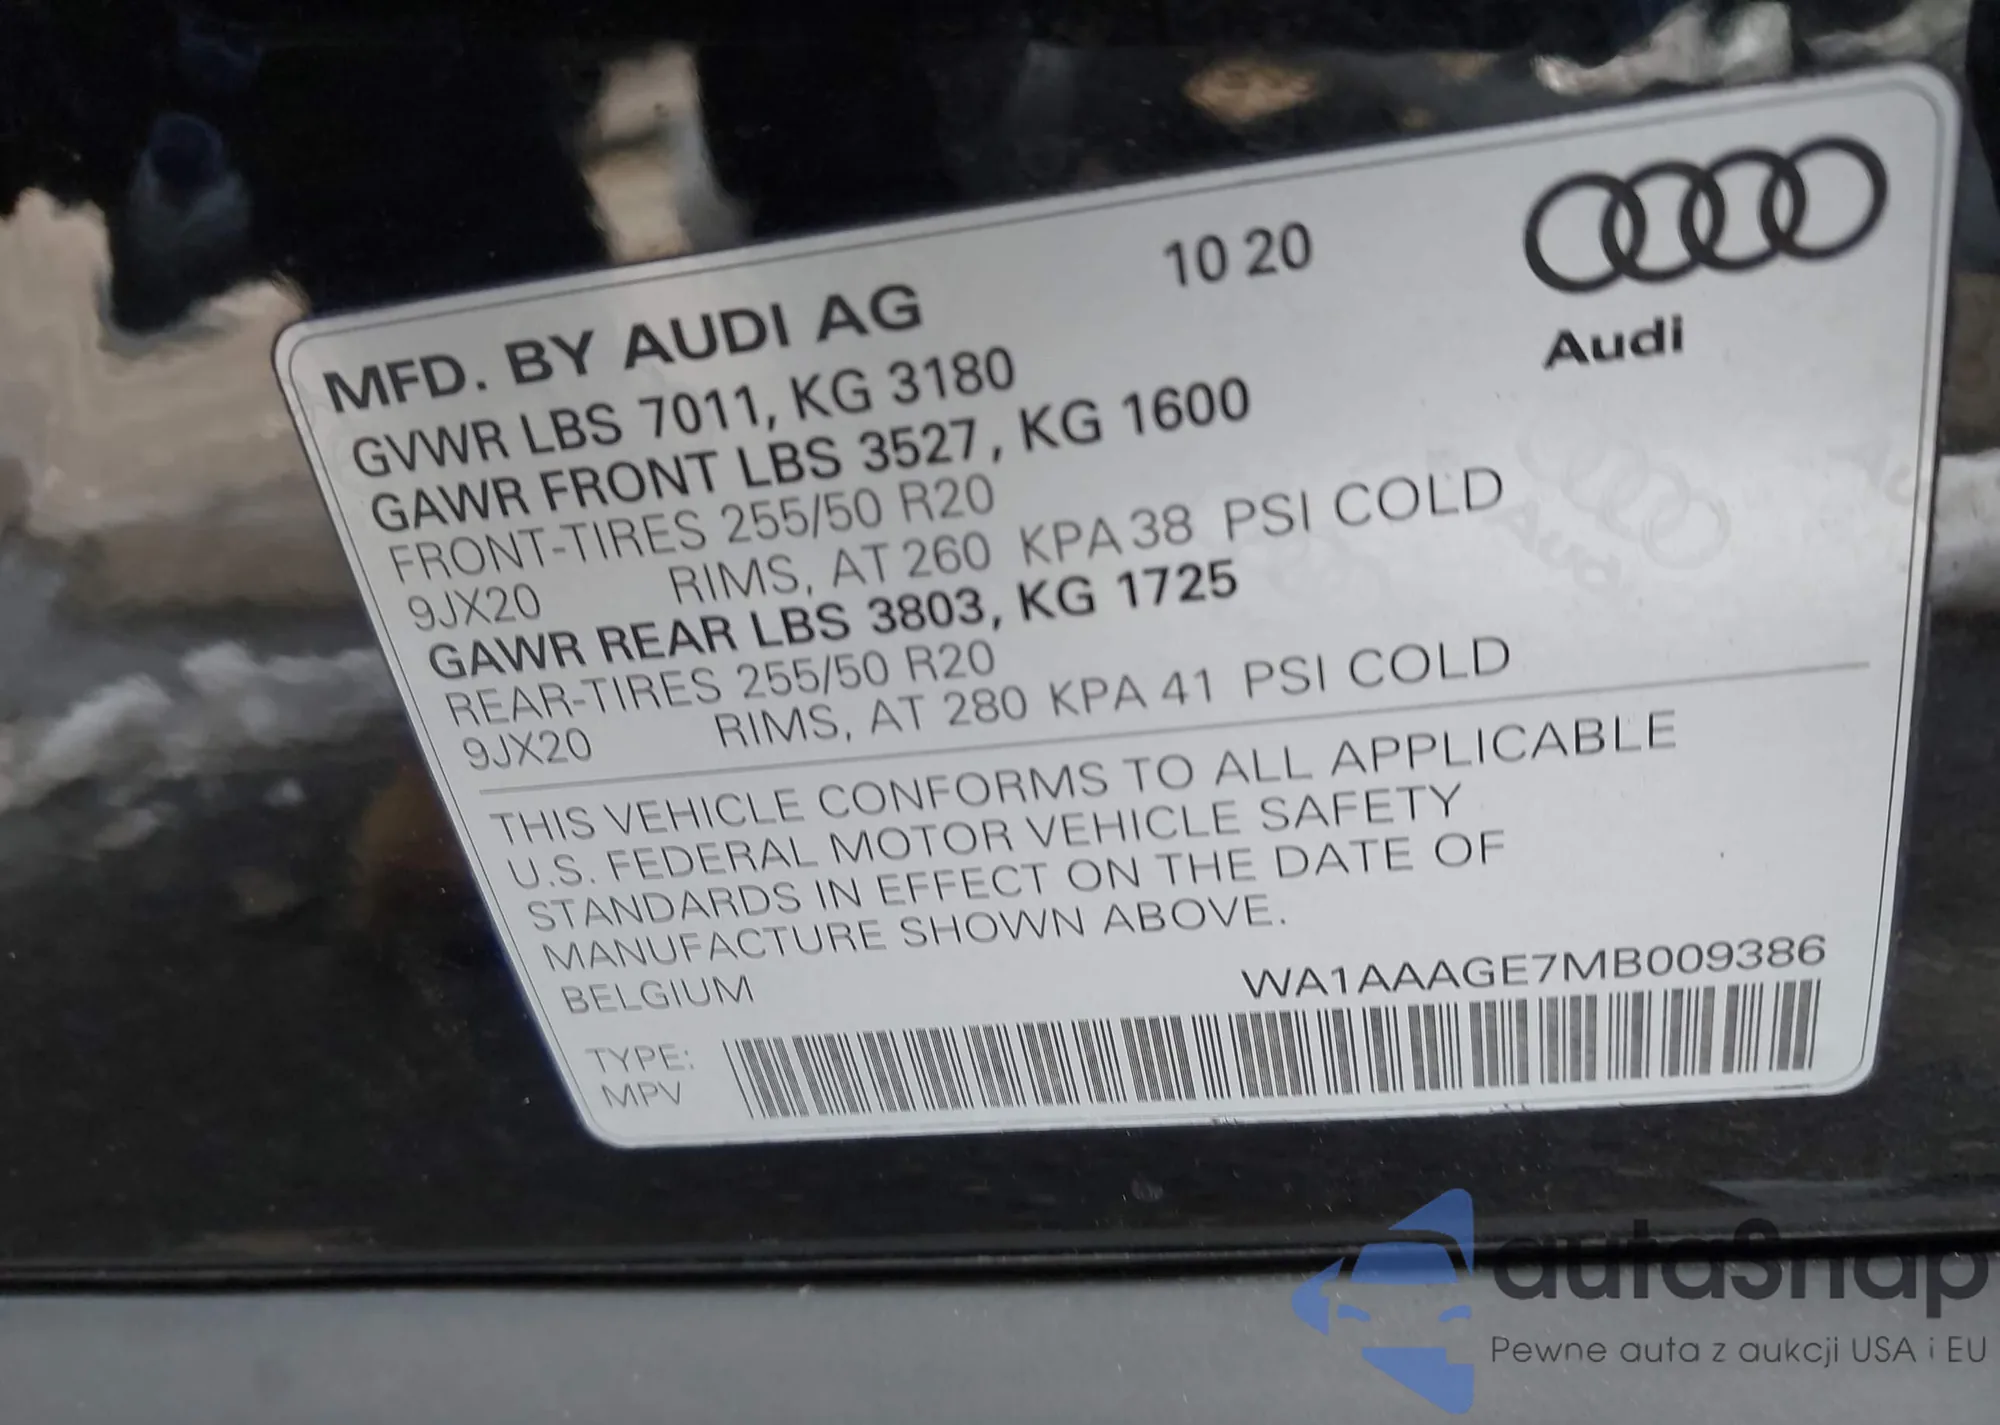 10 20
Audi
MFD. BY AUDI AG
GVWR LBS 7011, KG 3180
GAWR FRONT LBS 3527, KG 1600
FRONT-TIRES 255/50 R20
9JX20 RIMS, AT 260 KPA 38 PSI COLD
GAWR REAR LBS 3803, KG 1725
REAR-TIRES 255/50 R20
9JX20 RIMS, AT 280 KPA 41 PSI COLD
THIS VEHICLE CONFORMS TO ALL APPLICABLE
U.S. FEDERAL MOTOR VEHICLE SAFETY
STANDARDS IN EFFECT ON THE DATE OF
MANUFACTURE SHOWN ABOVE.
BELGIUM
WA1AAAGE7MB009386
TYPE:
MPV
autaSnap
Pewne auta z aukcji USA i EU